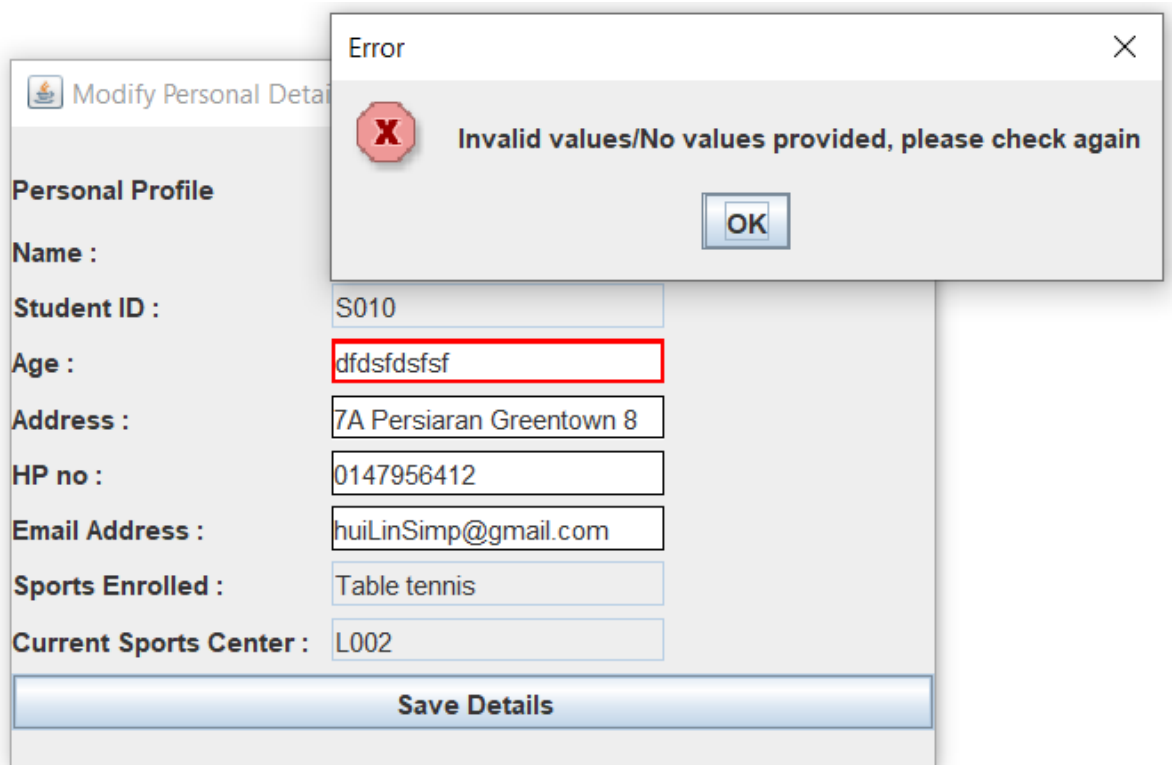 Error
Modify Personal Detai
X
Invalid values/No values provided, please check again
OK
Personal Profile
Name :
Student ID : S010
Age : dfdsfdsfsf
Address : 7A Persiaran Greentown 8
HP no : 0147956412
Email Address : huiLinSimp@gmail.com
Sports Enrolled : Table tennis
Current Sports Center : L002
Save Details